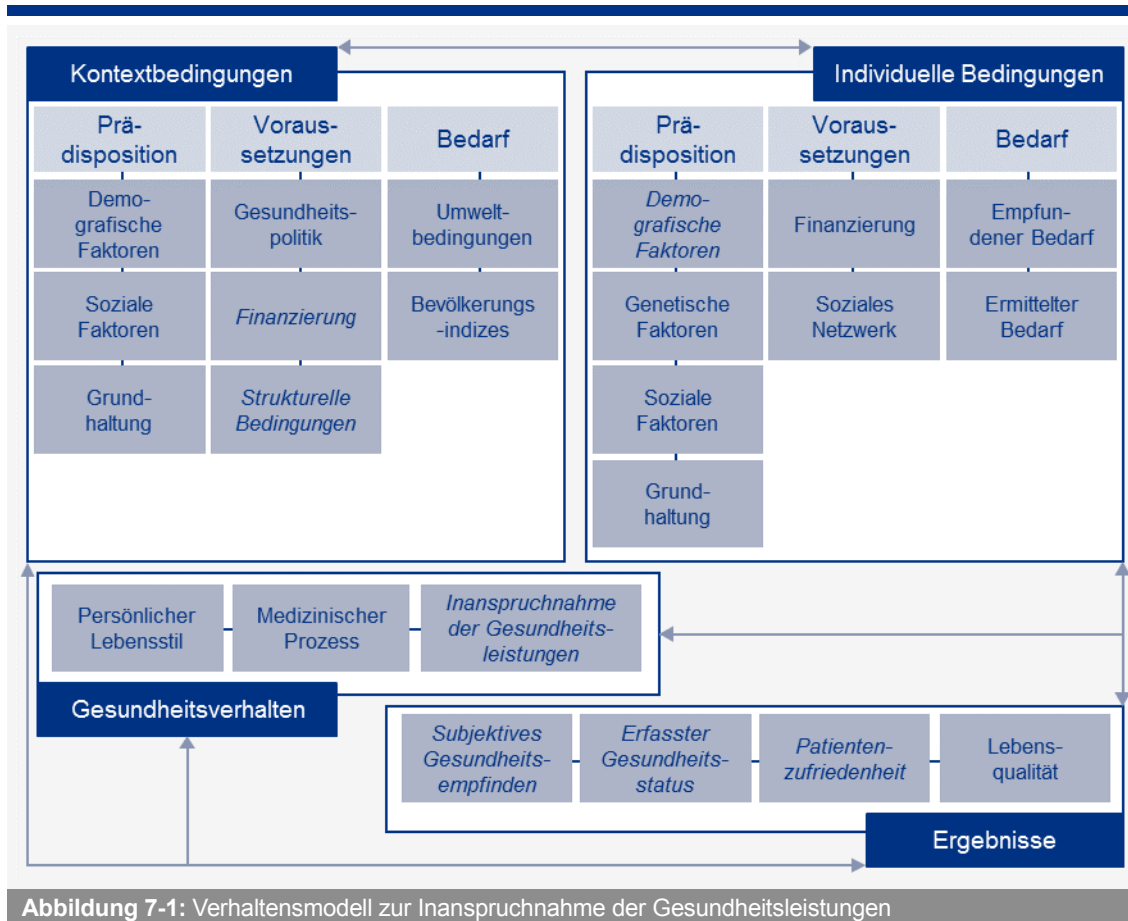 Kontextbedingungen
Prä-
disposition
Voraus-
setzungen
Bedarf
Demo-
grafische
Faktoren
Gesundheits-
politik
Umwelt-
bedingungen
Soziale
Faktoren
Finanzierung
Bevölkerungs
-indizes
Grund-
haltung
Strukturelle
Bedingungen
Individuelle Bedingungen
Prä-
disposition
Voraus-
setzungen
Bedarf
Demo-
grafische
Faktoren
Finanzierung
Empfun-
dener Bedarf
Genetische
Faktoren
Soziales
Netzwerk
Ermittelter
Bedarf
Soziale
Faktoren
Grund-
haltung
Persönlicher
Lebensstil
Medizinischer
Prozess
Inanspruchnahme
der Gesundheits-
leistungen
Gesundheitsverhalten
Subjektives
Gesundheits-
empfinden
Erfasster
Gesundheits-
status
Patienten-
zufriedenheit
Lebens-
qualität
Ergebnisse
Abbildung 7-1: Verhaltensmodell zur Inanspruchnahme der Gesundheitsleistungen